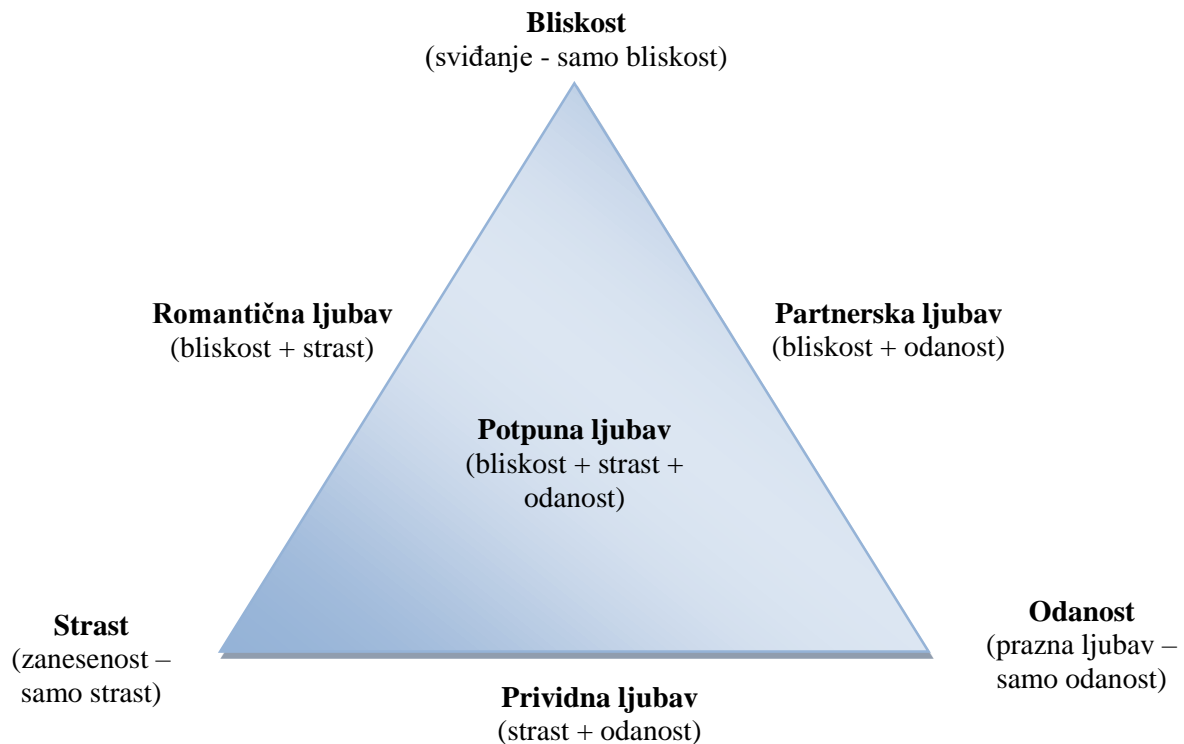 Bliskost
(sviđanje - samo bliskost)
Romantična ljubav
(bliskost + strast)
Partnerska ljubav
(bliskost + odanost)
Potpuna ljubav
(bliskost + strast +
odanost)
Strast
(zanesenost –
samo strast)
Odanost
(prazna ljubav –
samo odanost)
Prividna ljubav
(strast + odanost)